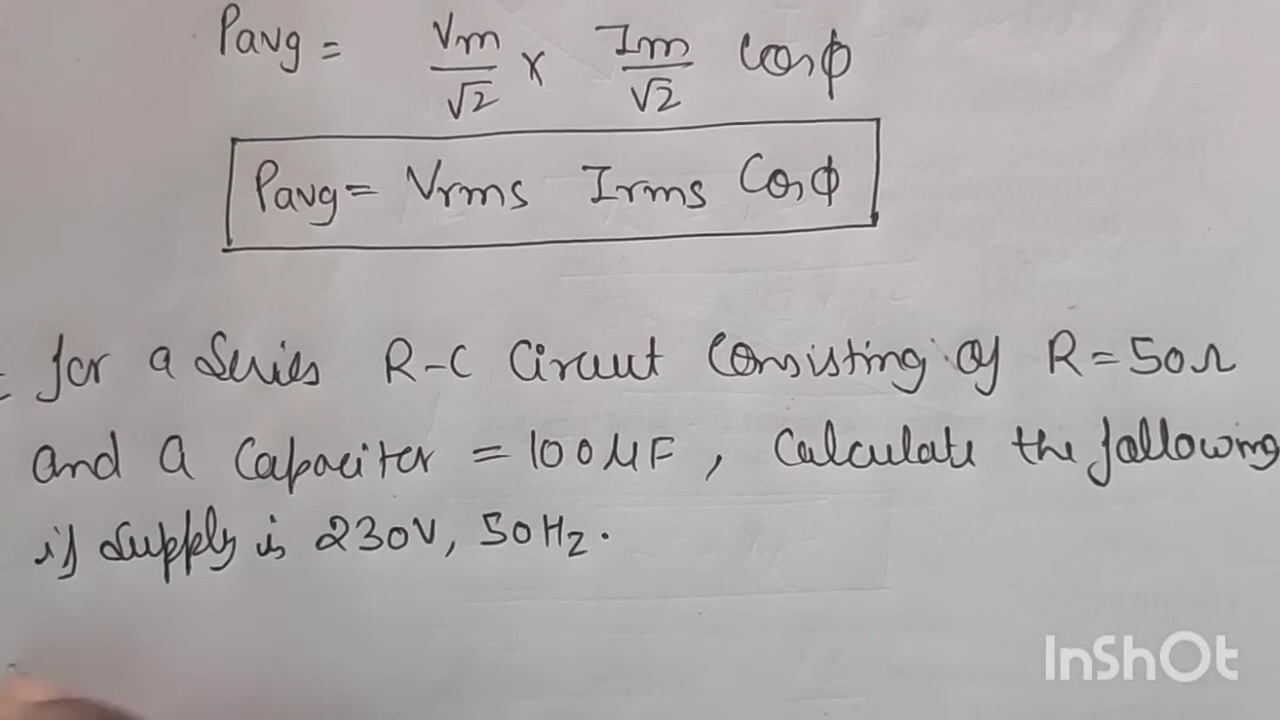 Pavg = Vm/√2 x Im/√2 Cosφ
Pavg = Vrms Irms Cosφ
for a Series R-C Circuit Consisting of R=50Ω
and a Capacitor = 100μF, Calculate the following
if supply is 230V, 50Hz.
InShOt